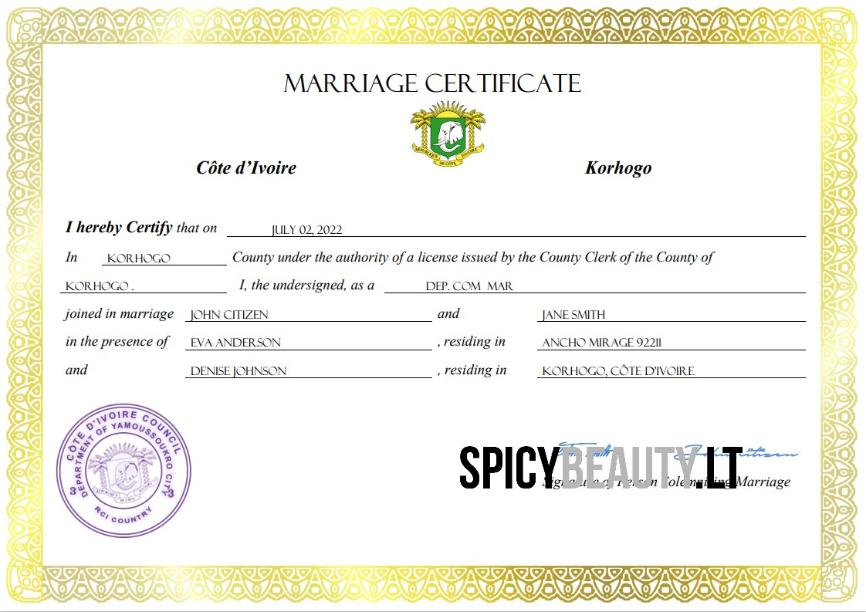 MARRIAGE CERTIFICATE
Côte d'Ivoire Korhogo
I hereby Certify that on JULY 02, 2022
In KORHOGO County under the authority of a license issued by the County Clerk of the County of
KORHOGO . I, the undersigned, as a DEP. COM MAR
joined in marriage JOHN CITIZEN and JANE SMITH
in the presence of EVA ANDERSON , residing in ANCHO MIRAGE 92211
and DENISE JOHNSON , residing in KORHOGO, CÔTE D'IVOIRE
CÔTE D'IVOIRE COUNCIL
DEPARTMENT OF YAMOUSSOUKRO CITY
RCI COUNTRY
SPICYBEAUTY.LT
Signature of Person Solemnizing Marriage